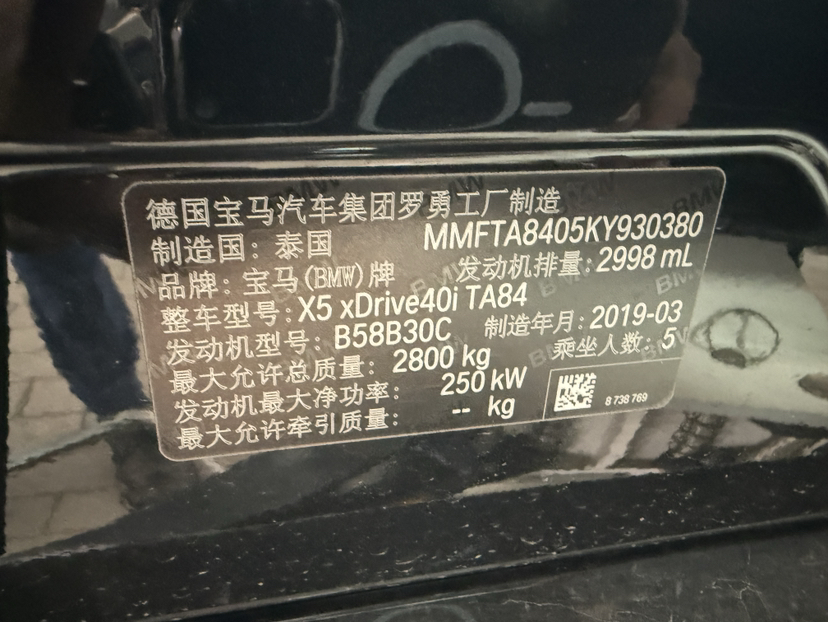 德国宝马汽车集团罗勇工厂制造
制造国：泰国 MMFTA8405KY930380
品牌：宝马(BMW)牌 发动机排量：2998 mL
整车型号：X5 xDrive40i TA84
发动机型号：B58B30C 制造年月：2019-03
最大允许总质量：2800 kg 乘坐人数：5
发动机最大净功率：250 kW
最大允许牵引质量：-- kg
8 738 769